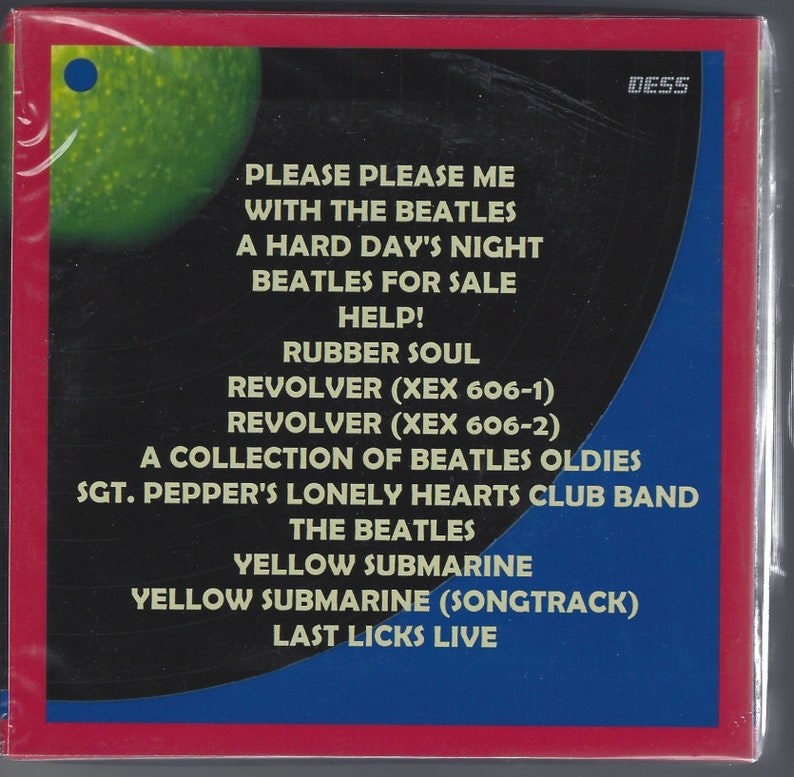 DESS
PLEASE PLEASE ME
WITH THE BEATLES
A HARD DAY'S NIGHT
BEATLES FOR SALE
HELP!
RUBBER SOUL
REVOLVER (XEX 606-1)
REVOLVER (XEX 606-2)
A COLLECTION OF BEATLES OLDIES
SGT. PEPPER'S LONELY HEARTS CLUB BAND
THE BEATLES
YELLOW SUBMARINE
YELLOW SUBMARINE (SONGTRACK)
LAST LICKS LIVE